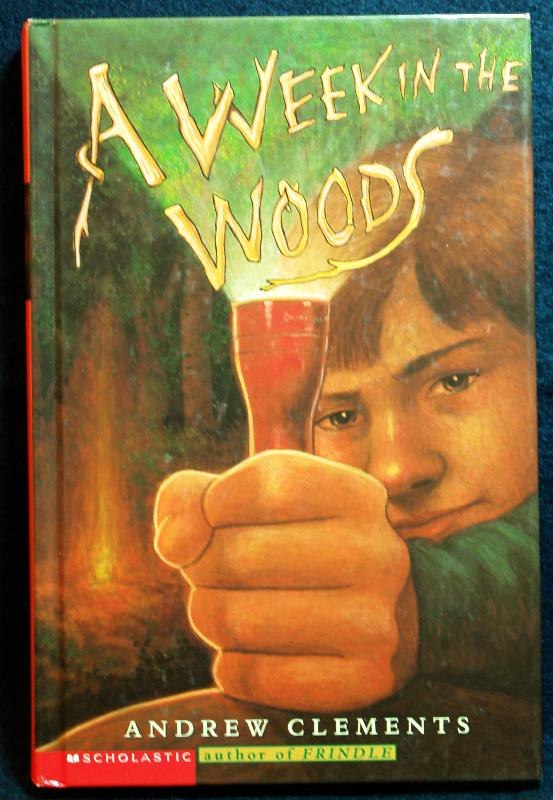 A WEEK IN THE
WOODS
ANDREW CLEMENTS
SCHOLASTIC author of FRINDLE